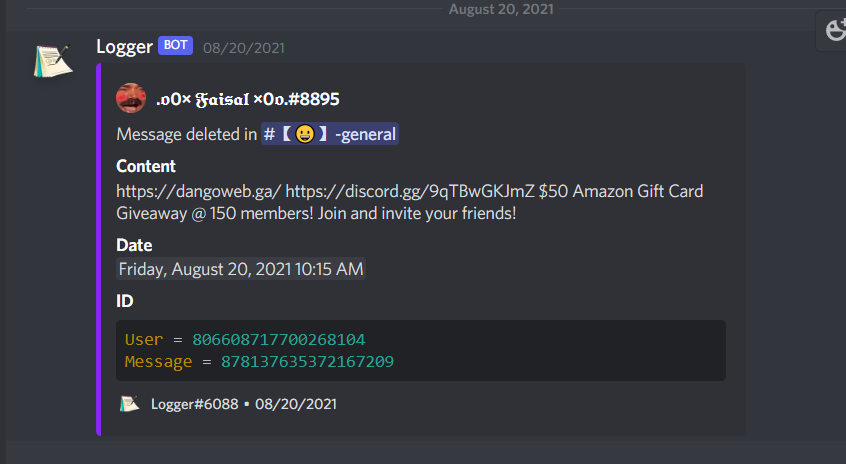 August 20, 2021
Logger BOT 08/20/2021
.𝖔0× 𝕱𝖆𝖎𝖘𝖆𝖑 ×0𝖔.#8895
Message deleted in #【😀】-general
Content
https://dangoweb.ga/ https://discord.gg/9qTBwGKJmZ $50 Amazon Gift Card
Giveaway @ 150 members! Join and invite your friends!
Date
Friday, August 20, 2021 10:15 AM
ID
User = 806608717700268104
Message = 878137635372167209
Logger#6088 • 08/20/2021